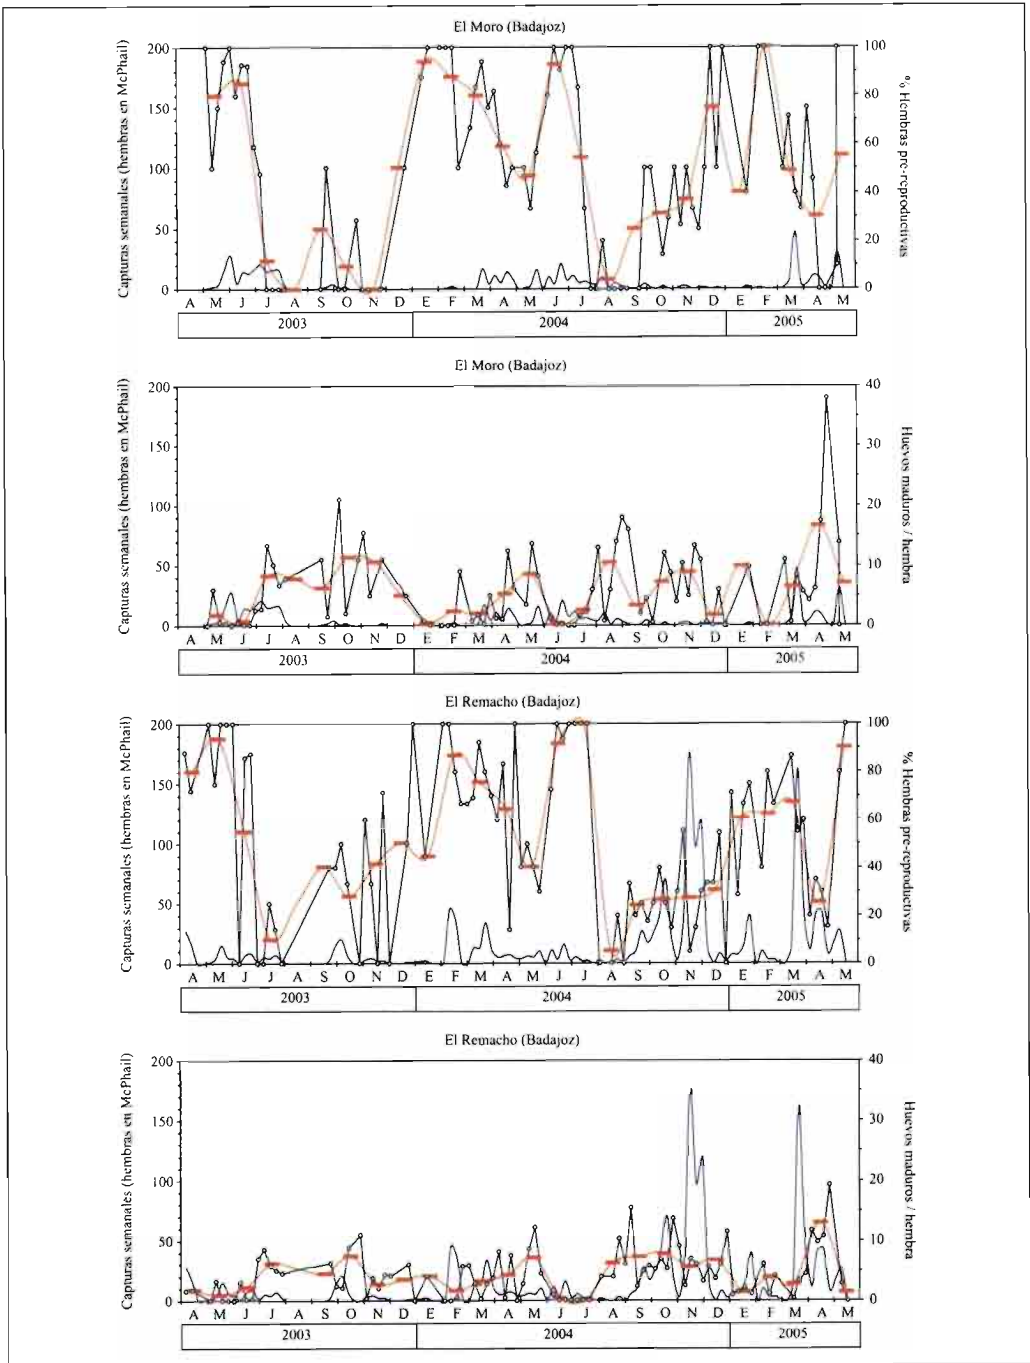 El Moro (Badajoz)
Capturas semanales (hembras en McPhail)
200
150
100
50
0
100
80
60
40
20
0
% Hembras pre-reproductivas
A M J J A S O N D E F M A M J J A S O N D E F M A M
2003 2004 2005
El Moro (Badajoz)
Capturas semanales (hembras en McPhail)
200
150
100
50
0
40
30
20
10
0
Huevos maduros / hembra
A M J J A S O N D E F M A M J J A S O N D E F M A M
2003 2004 2005
El Remacho (Badajoz)
Capturas semanales (hembras en McPhail)
200
150
100
50
0
100
80
60
40
20
0
% Hembras pre-reproductivas
A M J J A S O N D E F M A M J J A S O N D E F M A M
2003 2004 2005
El Remacho (Badajoz)
Capturas semanales (hembras en McPhail)
200
150
100
50
0
40
30
20
10
0
Huevos maduros / hembra
A M J J A S O N D E F M A M J J A S O N D E F M A M
2003 2004 2005